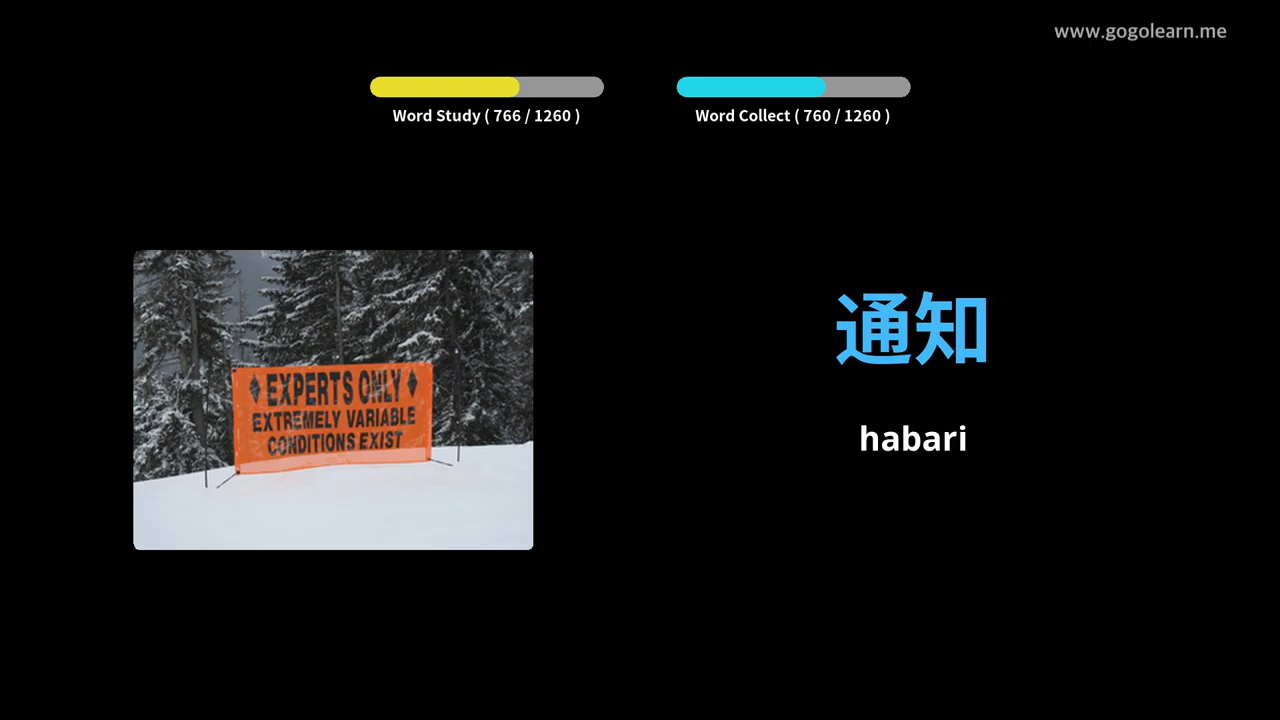 www.gogolearn.me
Word Study ( 766 / 1260 )
Word Collect ( 760 / 1260 )
EXPERTS ONLY
EXTREMELY VARIABLE
CONDITIONS EXIST
通知
habari